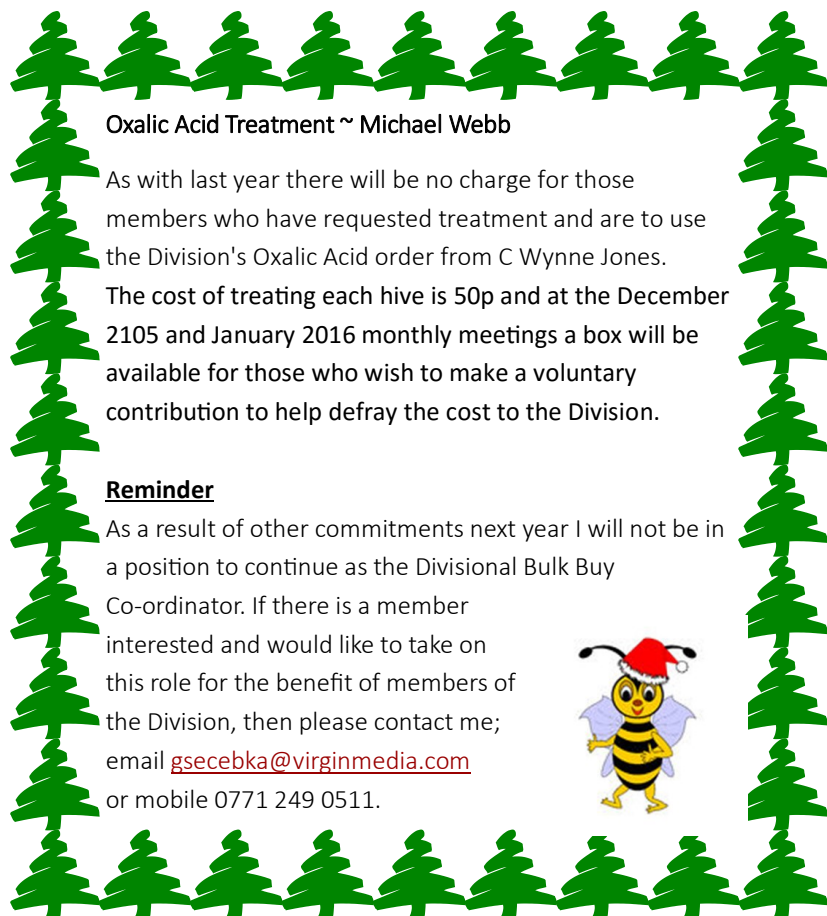 Oxalic Acid Treatment ~ Michael Webb
As with last year there will be no charge for those
members who have requested treatment and are to use
the Division's Oxalic Acid order from C Wynne Jones.
The cost of treating each hive is 50p and at the December
2105 and January 2016 monthly meetings a box will be
available for those who wish to make a voluntary
contribution to help defray the cost to the Division.
Reminder
As a result of other commitments next year I will not be in
a position to continue as the Divisional Bulk Buy
Co-ordinator. If there is a member
interested and would like to take on
this role for the benefit of members of
the Division, then please contact me;
email gsecebka@virginmedia.com
or mobile 0771 249 0511.